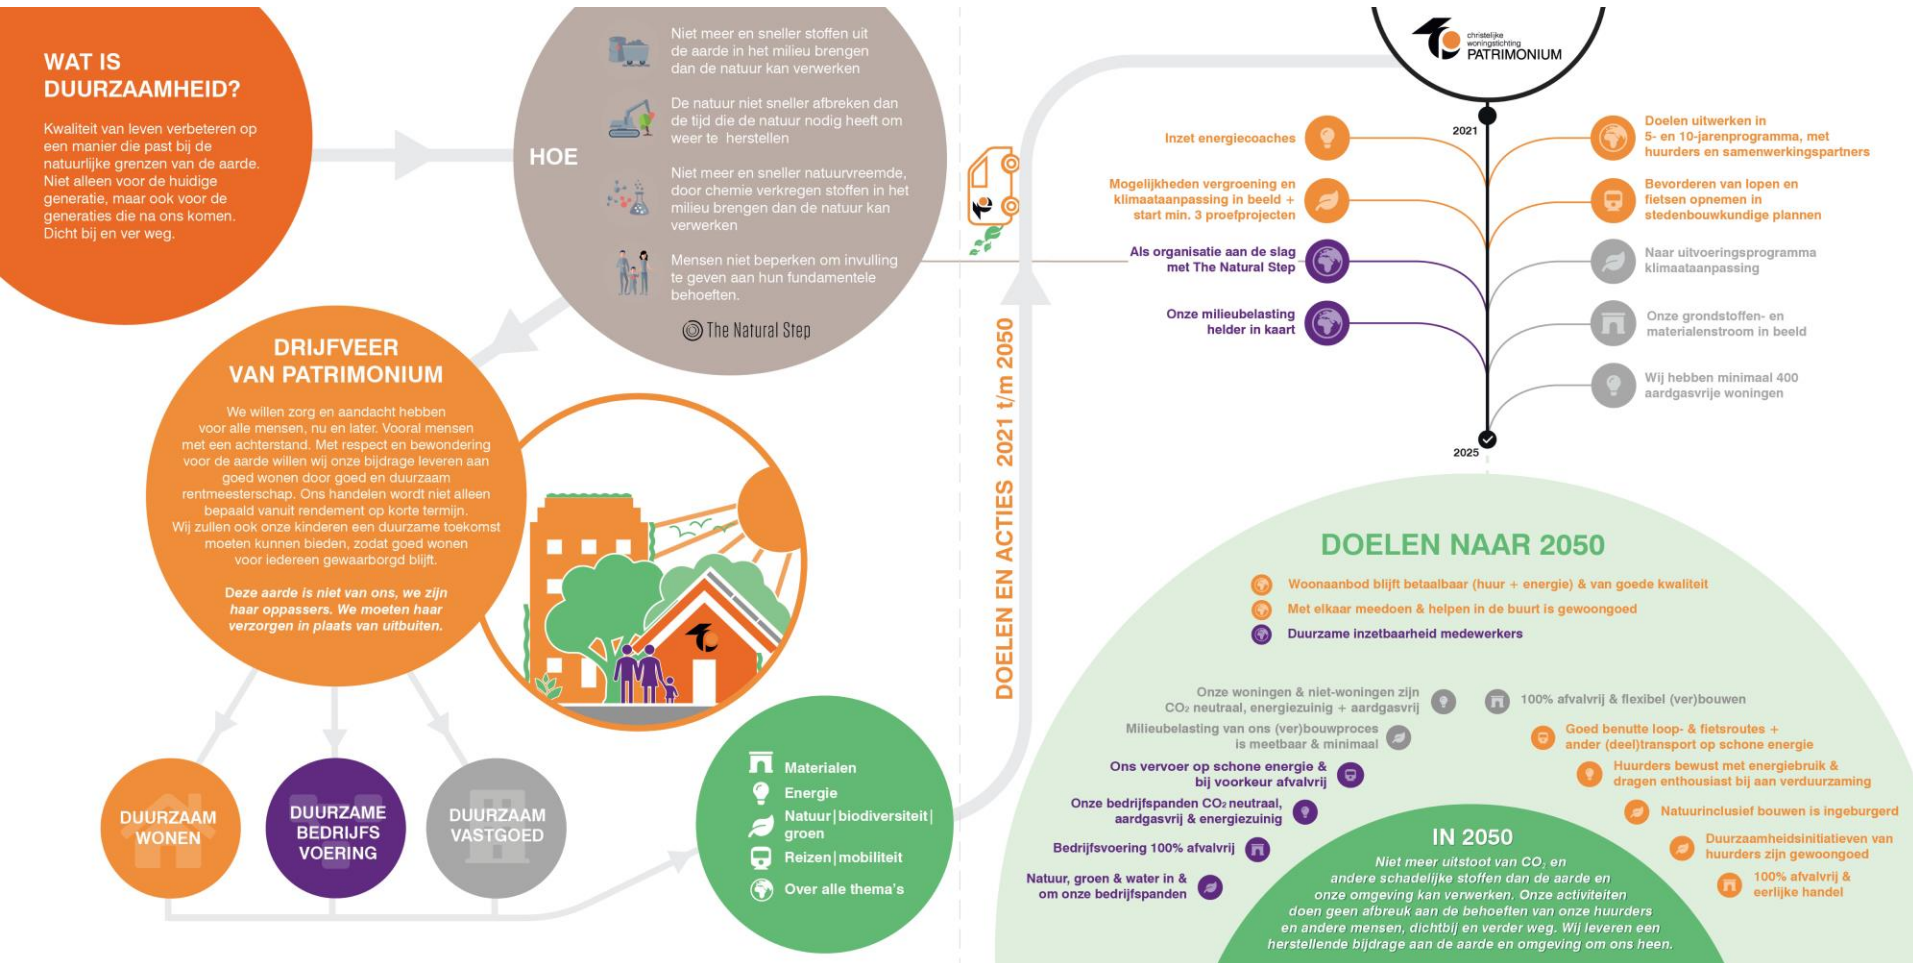 WAT IS
DUURZAAMHEID?
Kwaliteit van leven verbeteren op
een manier die past bij de
natuurlijke grenzen van de aarde.
Niet alleen voor de huidige
generatie, maar ook voor de
generaties die na ons komen.
Dicht bij en ver weg.
HOE
Niet meer en sneller stoffen uit
de aarde in het milieu brengen
dan de natuur kan verwerken
De natuur niet sneller afbreken dan
de tijd die de natuur nodig heeft om
weer te herstellen
Niet meer en sneller natuurvreemde,
door chemie verkregen stoffen in het
milieu brengen dan de natuur kan
verwerken
Mensen niet beperken om invulling
te geven aan hun fundamentele
behoeften.
The Natural Step
DRIJFVEER
VAN PATRIMONIUM
We willen zorg en aandacht hebben
voor alle mensen, nu en later. Vooral mensen
met een achterstand. Met respect en bewondering
voor de aarde willen wij onze bijdrage leveren aan
goed wonen door goed en duurzaam
rentmeesterschap. Ons handelen wordt niet alleen
bepaald vanuit rendement op korte termijn.
Wij zullen ook onze kinderen een duurzame toekomst
moeten kunnen bieden, zodat goed wonen
voor iedereen gewaarborgd blijft.
Deze aarde is niet van ons, we zijn
haar oppassers. We moeten haar
verzorgen in plaats van uitbuiten.
DUURZAAM
WONEN
DUURZAME
BEDRIJFS
VOERING
DUURZAAM
VASTGOED
Materialen
Energie
Natuur|biodiversiteit|
groen
Reizen|mobiliteit
Over alle thema's
DOELEN EN ACTIES 2021 t/m 2050
christelijke
woningstichting
PATRIMONIUM
2021
Inzet energiecoaches
Mogelijkheden vergroening en
klimaataanpassing in beeld +
start min. 3 proefprojecten
Als organisatie aan de slag
met The Natural Step
Onze milieubelasting
helder in kaart
Doelen uitwerken in
5- en 10-jarenprogramma, met
huurders en samenwerkingspartners
Bevorderen van lopen en
fietsen opnemen in
stedenbouwkundige plannen
Naar uitvoeringsprogramma
klimaataanpassing
Onze grondstoffen- en
materialenstroom in beeld
Wij hebben minimaal 400
aardgasvrije woningen
2025
DOELEN NAAR 2050
Woonaanbod blijft betaalbaar (huur + energie) & van goede kwaliteit
Met elkaar meedoen & helpen in de buurt is gewoongoed
Duurzame inzetbaarheid medewerkers
Onze woningen & niet-woningen zijn
CO₂ neutraal, energiezuinig + aardgasvrij
Milieubelasting van ons (ver)bouwproces
is meetbaar & minimaal
Ons vervoer op schone energie &
bij voorkeur afvalvrij
Onze bedrijfspanden CO₂ neutraal,
aardgasvrij & energiezuinig
Bedrijfsvoering 100% afvalvrij
Natuur, groen & water in &
om onze bedrijfspanden
100% afvalvrij & flexibel (ver)bouwen
Goed benutte loop- & fietsroutes +
ander (deel)transport op schone energie
Huurders bewust met energiebruik &
dragen enthousiast bij aan verduurzaming
Natuurinclusief bouwen is ingeburgerd
Duurzaamheidsinitiatieven van
huurders zijn gewoongoed
100% afvalvrij &
eerlijke handel
IN 2050
Niet meer uitstoot van CO₂ en
andere schadelijke stoffen dan de aarde en
onze omgeving kan verwerken. Onze activiteiten
doen geen afbreuk aan de behoeften van onze huurders
en andere mensen, dichtbij en verder weg. Wij leveren een
herstellende bijdrage aan de aarde en omgeving om ons heen.